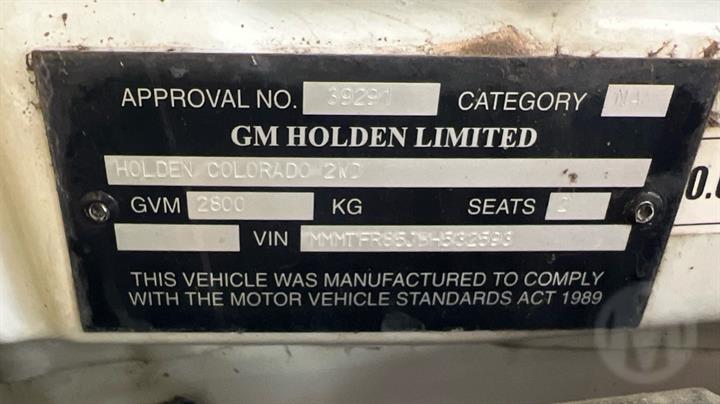 APPROVAL NO. 39291 CATEGORY NA
GM HOLDEN LIMITED
HOLDEN COLORADO 2WD
GVM 2800 KG SEATS 2
VIN
THIS VEHICLE WAS MANUFACTURED TO COMPLY
WITH THE MOTOR VEHICLE STANDARDS ACT 1989